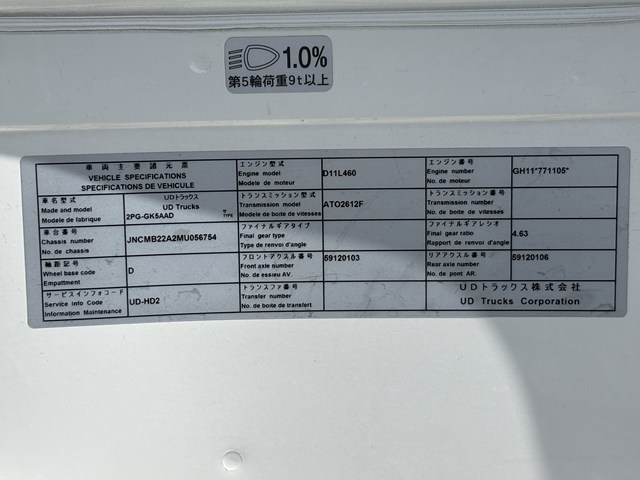 1.0%
第5輪荷重9t以上
車両主要諸元票
VEHICLE SPECIFICATIONS
SPECIFICATIONS DE VEHICULE
エンジン型式
Engine model
Modele de moteur
D11L460
エンジン番号
Engine number
No. de moteur
GH11*771105*
車名型式
Made and model
Modele de fabrique
UDトラックス
UD Trucks
2PG-GK5AAD
TYPE
トランスミッション型式
Transmission model
Modele de boite de vitesses
ATO2612F
トランスミッション番号
Transmission number
No. de boite de vitesses
車台番号
Chassis number
No. de chassis
JNCMB22A2MU056754
ファイナルギアタイプ
Final gear type
Type de renvoi d'angle
ファイナルギアレシオ
Final gear ratio
Rapport de renvoi d'angle
4.63
軸距記号
Wheel base code
Empattment
D
フロントアクスル番号
Front axle number
No. de essieu AV.
59120103
リアアクスル番号
Rear axle number
No. de pont AR.
59120106
サービスインフォコード
Service info Code
Information Maintenance
UD-HD2
トランスファ番号
Transfer number
No. de boite de transfert
UDトラックス株式会社
UD Trucks Corporation